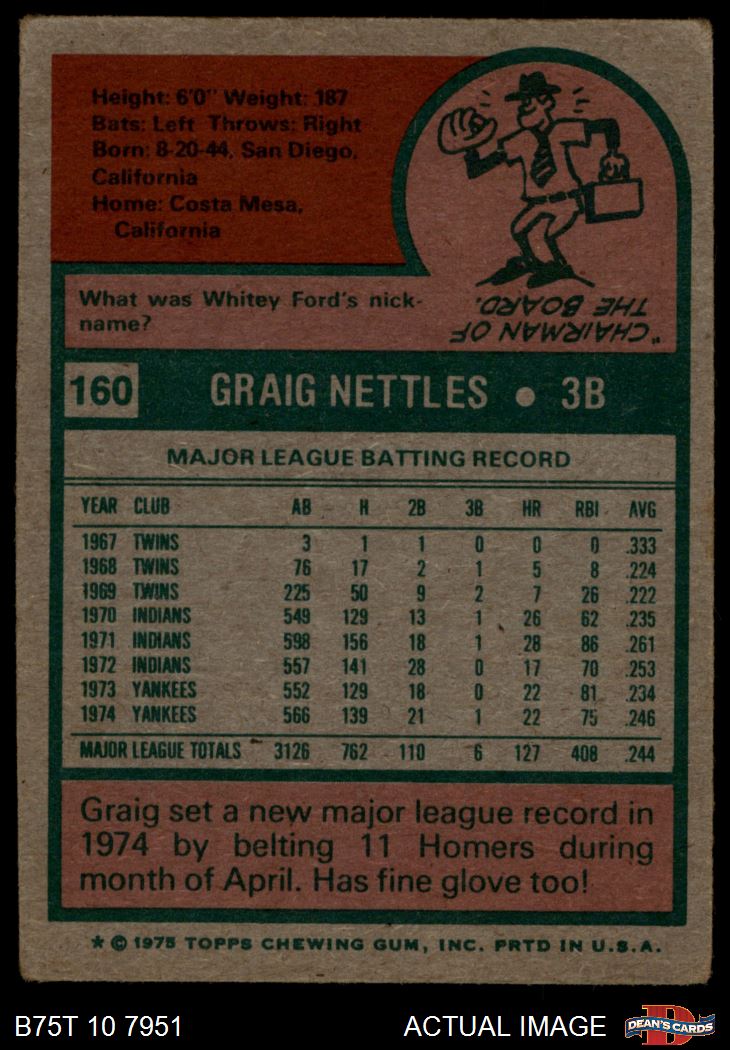 Height: 6'0" Weight: 187
Bats: Left Throws: Right
Born: 8-20-44, San Diego,
California
Home: Costa Mesa,
California
What was Whitey Ford's nick-
name?
"CHAIRMAN OF
THE BOARD.
160 GRAIG NETTLES • 3B
MAJOR LEAGUE BATTING RECORD
YEAR CLUB AB H 2B 3B HR RBI AVG
1967 TWINS 3 1 1 0 0 0 .333
1968 TWINS 76 17 2 1 5 8 .224
1969 TWINS 225 50 9 2 7 26 .222
1970 INDIANS 549 129 13 1 26 62 .235
1971 INDIANS 598 156 18 1 28 86 .261
1972 INDIANS 557 141 28 0 17 70 .253
1973 YANKEES 552 129 18 0 22 81 .234
1974 YANKEES 566 139 21 1 22 75 .246
MAJOR LEAGUE TOTALS 3126 762 110 6 127 408 .244
Graig set a new major league record in
1974 by belting 11 Homers during
month of April. Has fine glove too!
* © 1975 TOPPS CHEWING GUM, INC. PRTD IN U.S.A.
B75T 10 7951 ACTUAL IMAGE D DEAN'S CARDS